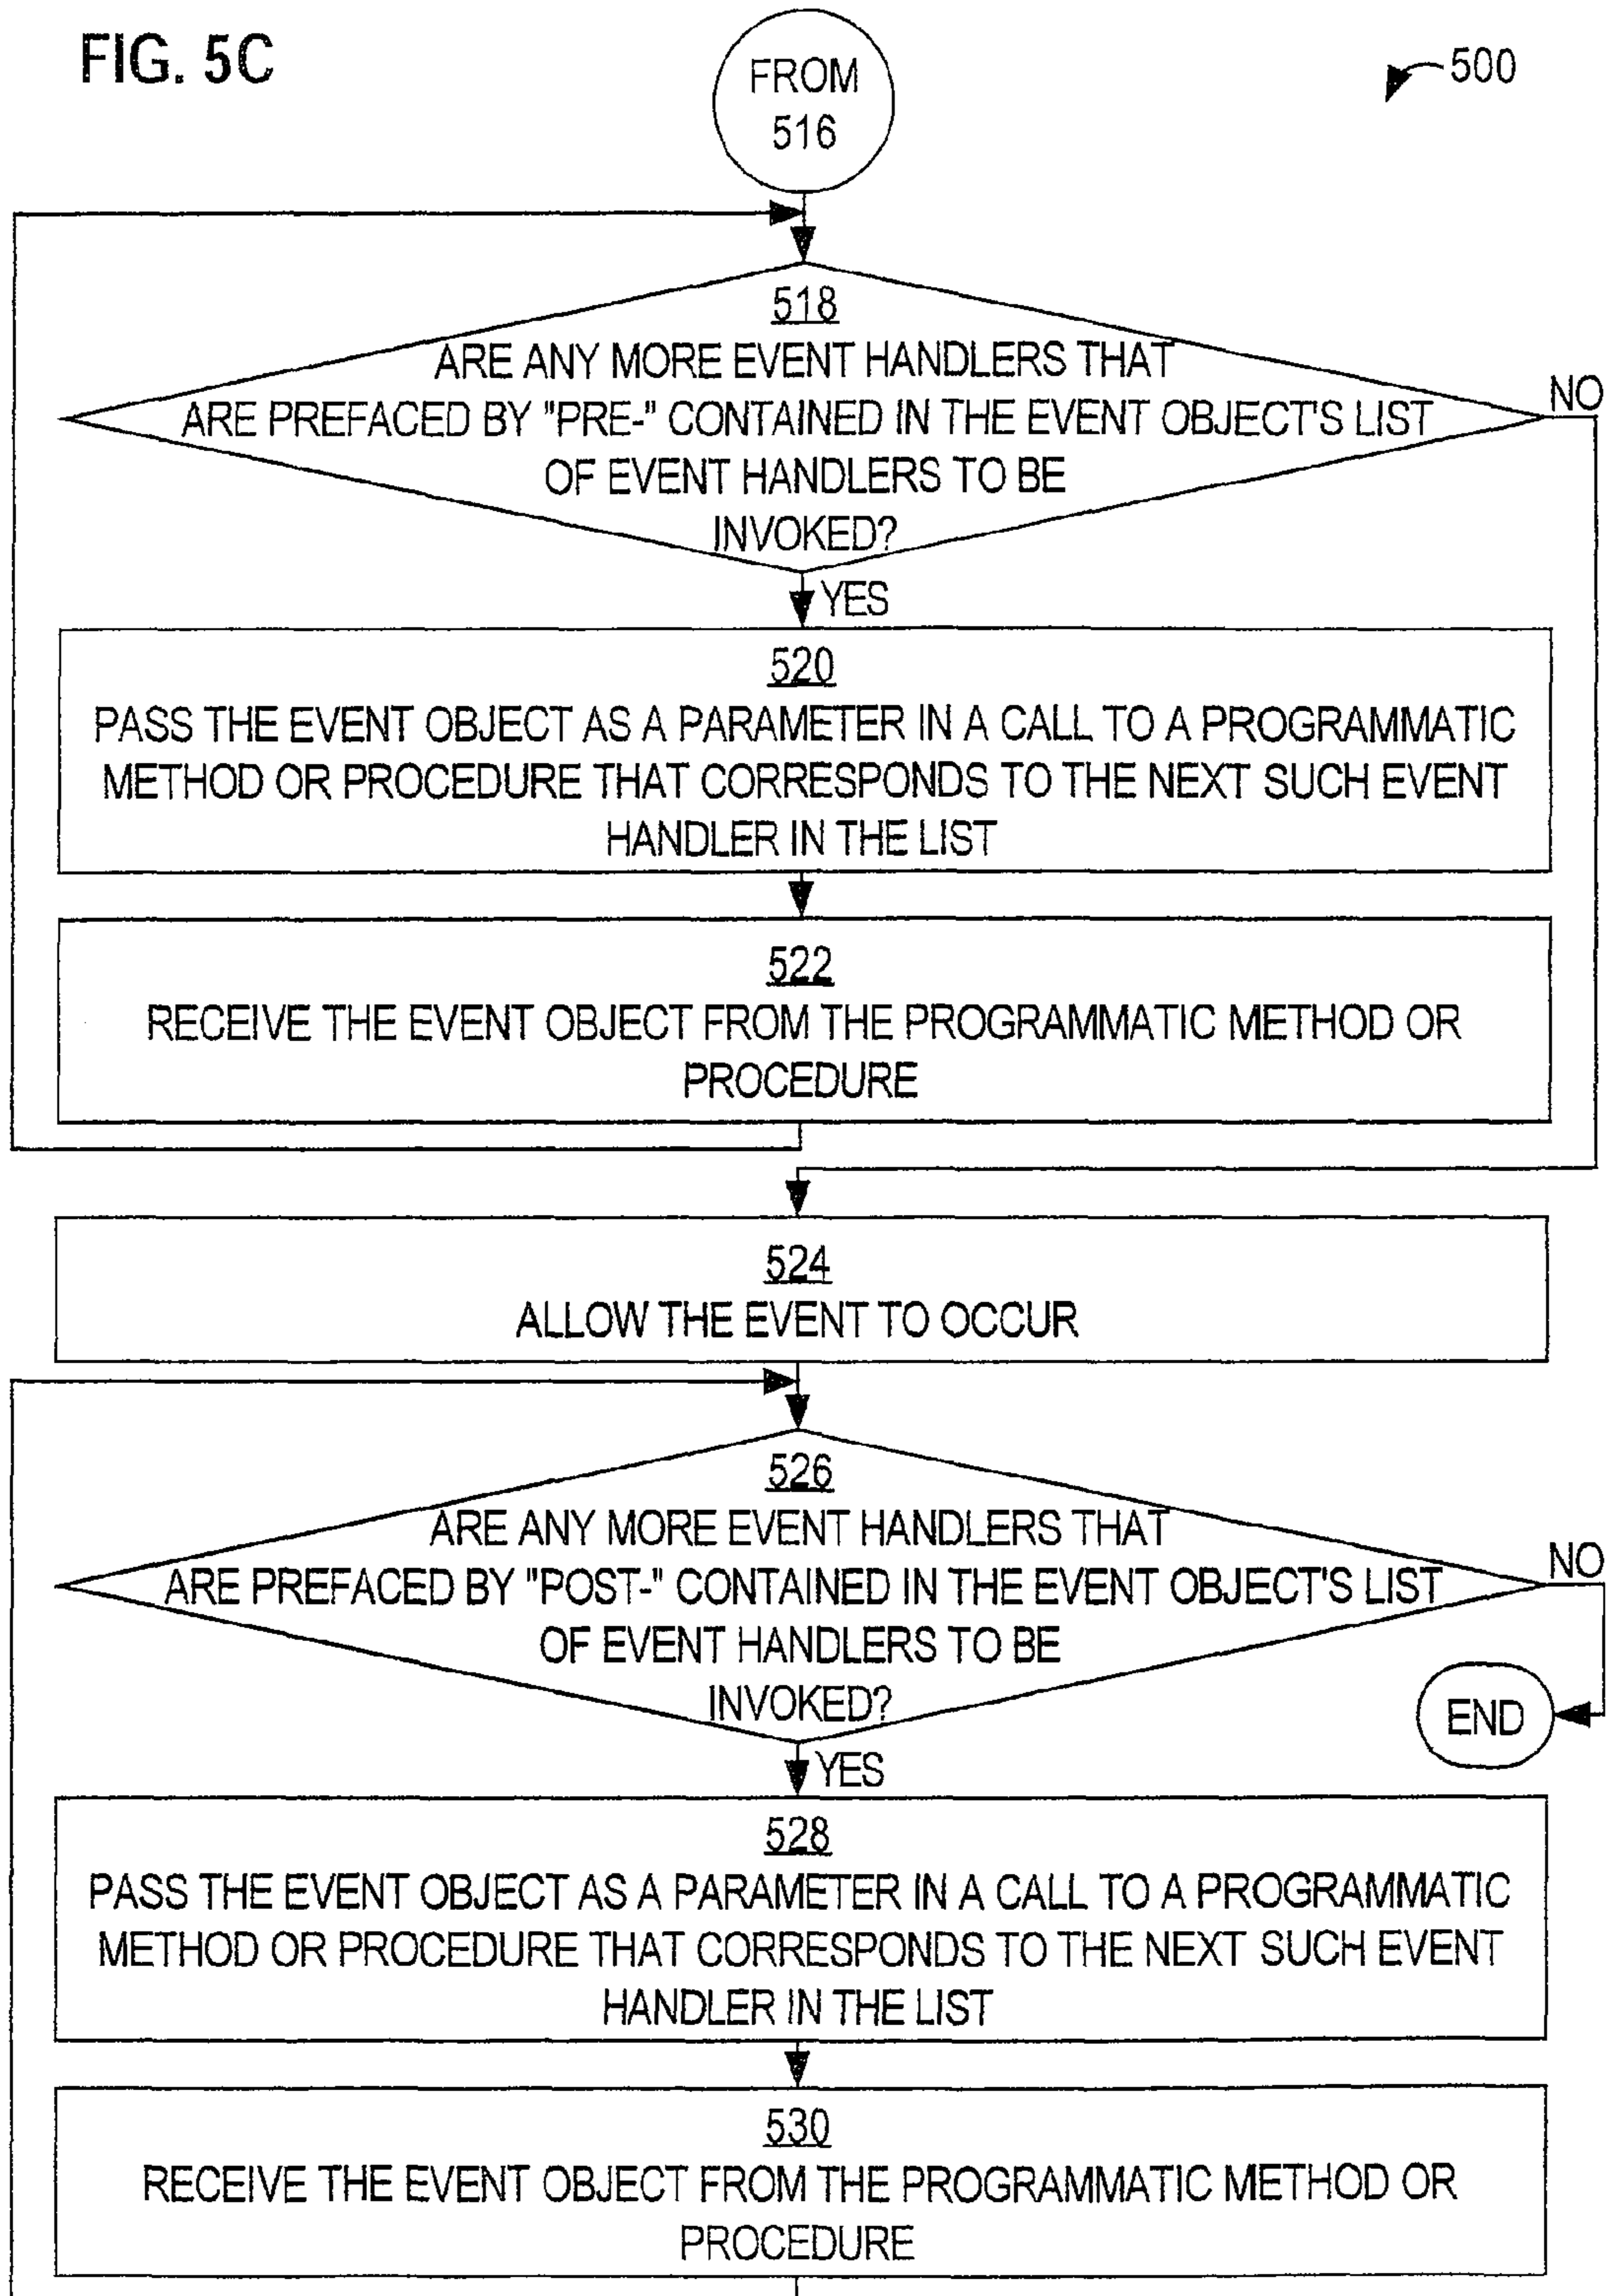 FIG. 5C
500
FROM
516
518
ARE ANY MORE EVENT HANDLERS THAT
ARE PREFACED BY "PRE-" CONTAINED IN THE EVENT OBJECT'S LIST
OF EVENT HANDLERS TO BE
INVOKED?
NO
YES
520
PASS THE EVENT OBJECT AS A PARAMETER IN A CALL TO A PROGRAMMATIC
METHOD OR PROCEDURE THAT CORRESPONDS TO THE NEXT SUCH EVENT
HANDLER IN THE LIST
522
RECEIVE THE EVENT OBJECT FROM THE PROGRAMMATIC METHOD OR
PROCEDURE
524
ALLOW THE EVENT TO OCCUR
526
ARE ANY MORE EVENT HANDLERS THAT
ARE PREFACED BY "POST-" CONTAINED IN THE EVENT OBJECT'S LIST
OF EVENT HANDLERS TO BE
INVOKED?
NO
END
YES
528
PASS THE EVENT OBJECT AS A PARAMETER IN A CALL TO A PROGRAMMATIC
METHOD OR PROCEDURE THAT CORRESPONDS TO THE NEXT SUCH EVENT
HANDLER IN THE LIST
530
RECEIVE THE EVENT OBJECT FROM THE PROGRAMMATIC METHOD OR
PROCEDURE